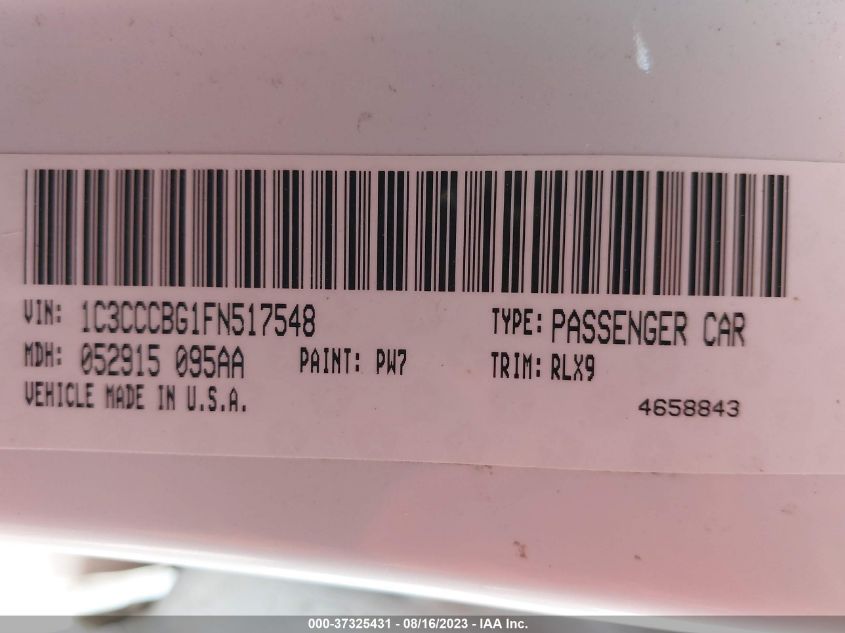 VIN: 1C3CCCBG1FN517548 TYPE: PASSENGER CAR
MDH: 052915 095AA PAINT: PW7 TRIM: RLX9
VEHICLE MADE IN U.S.A. 4658843
000-37325431 - 08/16/2023 - IAA Inc.